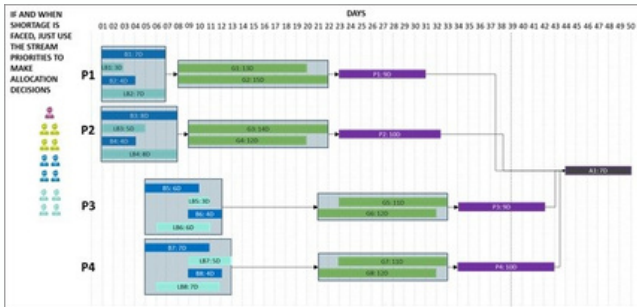 IF AND WHEN
SHORTAGE IS
FACED, JUST USE
THE STREAM
PRIORITIES TO
MAKE
ALLOCATION
DECISIONS
DAYS
01 02 03 04 05 06 07 08 09 10 11 12 13 14 15 16 17 18 19 20 21 22 23 24 25 26 27 28 29 30 31 32 33 34 35 36 37 38 39 40 41 42 43 44 45 46 47 48 49 50
P1
B1: 7D
LB1: 3D
B2: 4D
LB2: 7D
G1: 13D
G2: 15D
P1: 9D
P2
B3: 8D
LB3: 5D
B4: 4D
LB4: 8D
G3: 14D
G4: 12D
P2: 10D
A1: 7D
P3
B5: 6D
LB5: 3D
B6: 4D
LB6: 6D
G5: 11D
G6: 12D
P3: 9D
P4
B7: 7D
LB7: 5D
B8: 4D
LB8: 7D
G7: 11D
G8: 12D
P4: 10D